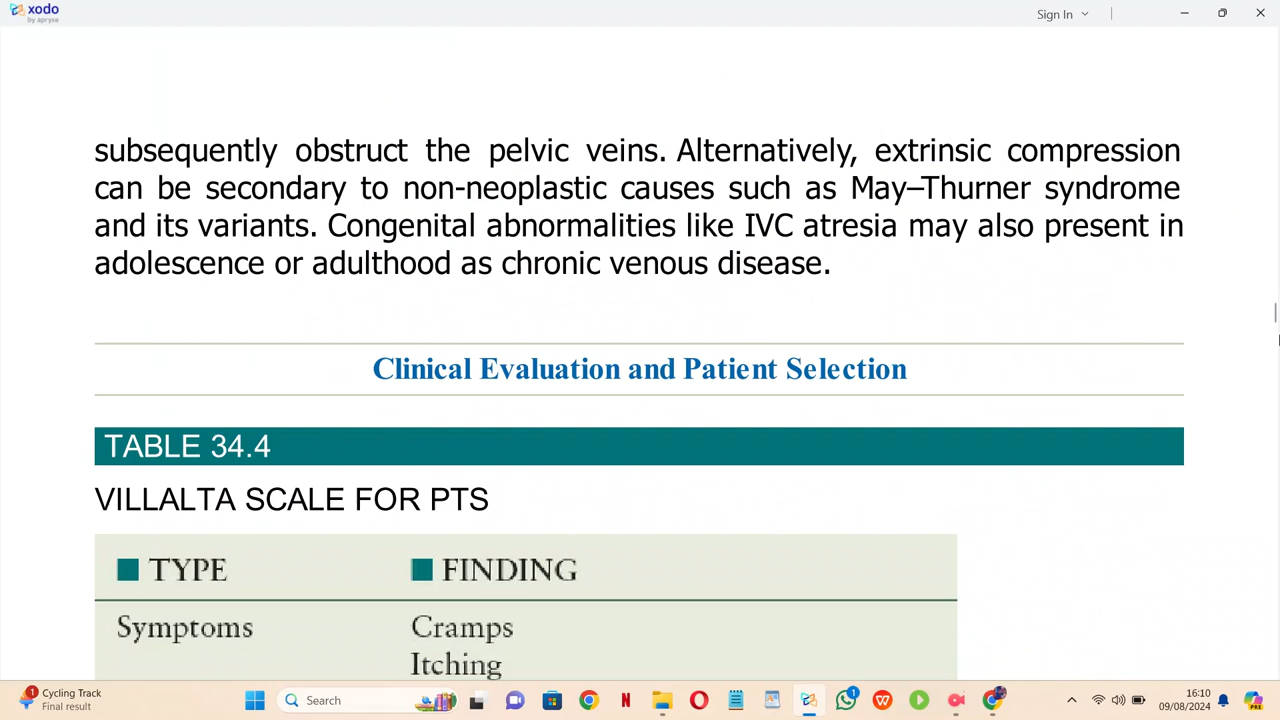 xodo
by apryse
Sign In
subsequently obstruct the pelvic veins. Alternatively, extrinsic compression
can be secondary to non-neoplastic causes such as May–Thurner syndrome
and its variants. Congenital abnormalities like IVC atresia may also present in
adolescence or adulthood as chronic venous disease.
Clinical Evaluation and Patient Selection
TABLE 34.4
VILLALTA SCALE FOR PTS
TYPE FINDING
Symptoms Cramps
Itching
1
Cycling Track
Final result
Search
1
16:10
09/08/2024
PRE